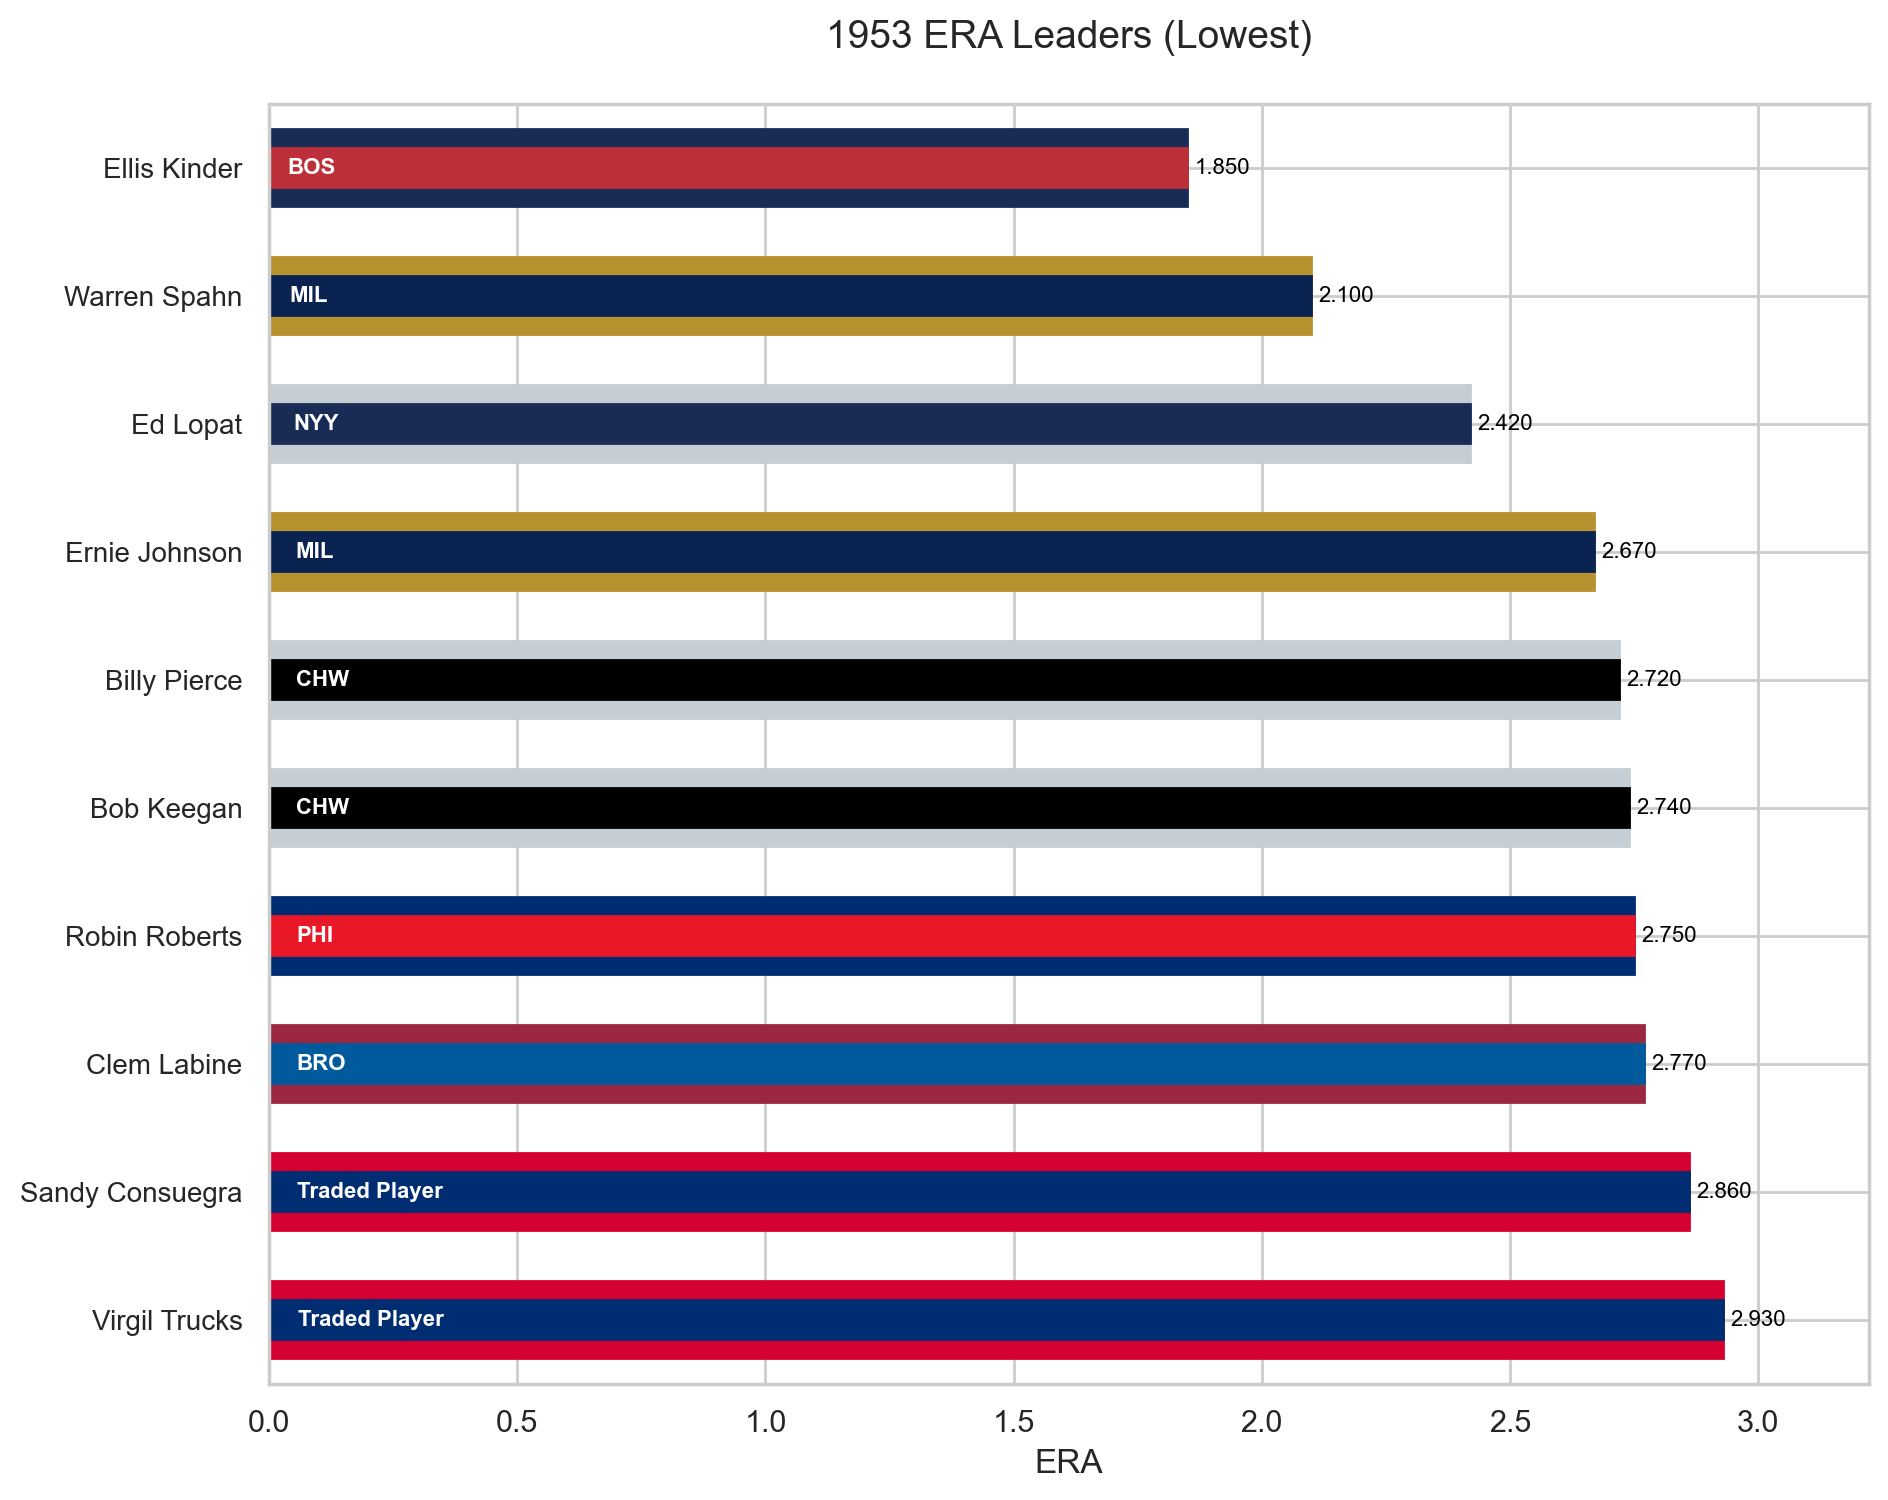 1953 ERA Leaders (Lowest)
Ellis Kinder BOS 1.850
Warren Spahn MIL 2.100
Ed Lopat NYY 2.420
Ernie Johnson MIL 2.670
Billy Pierce CHW 2.720
Bob Keegan CHW 2.740
Robin Roberts PHI 2.750
Clem Labine BRO 2.770
Sandy Consuegra Traded Player 2.860
Virgil Trucks Traded Player 2.930
0.0 0.5 1.0 1.5 2.0 2.5 3.0
ERA